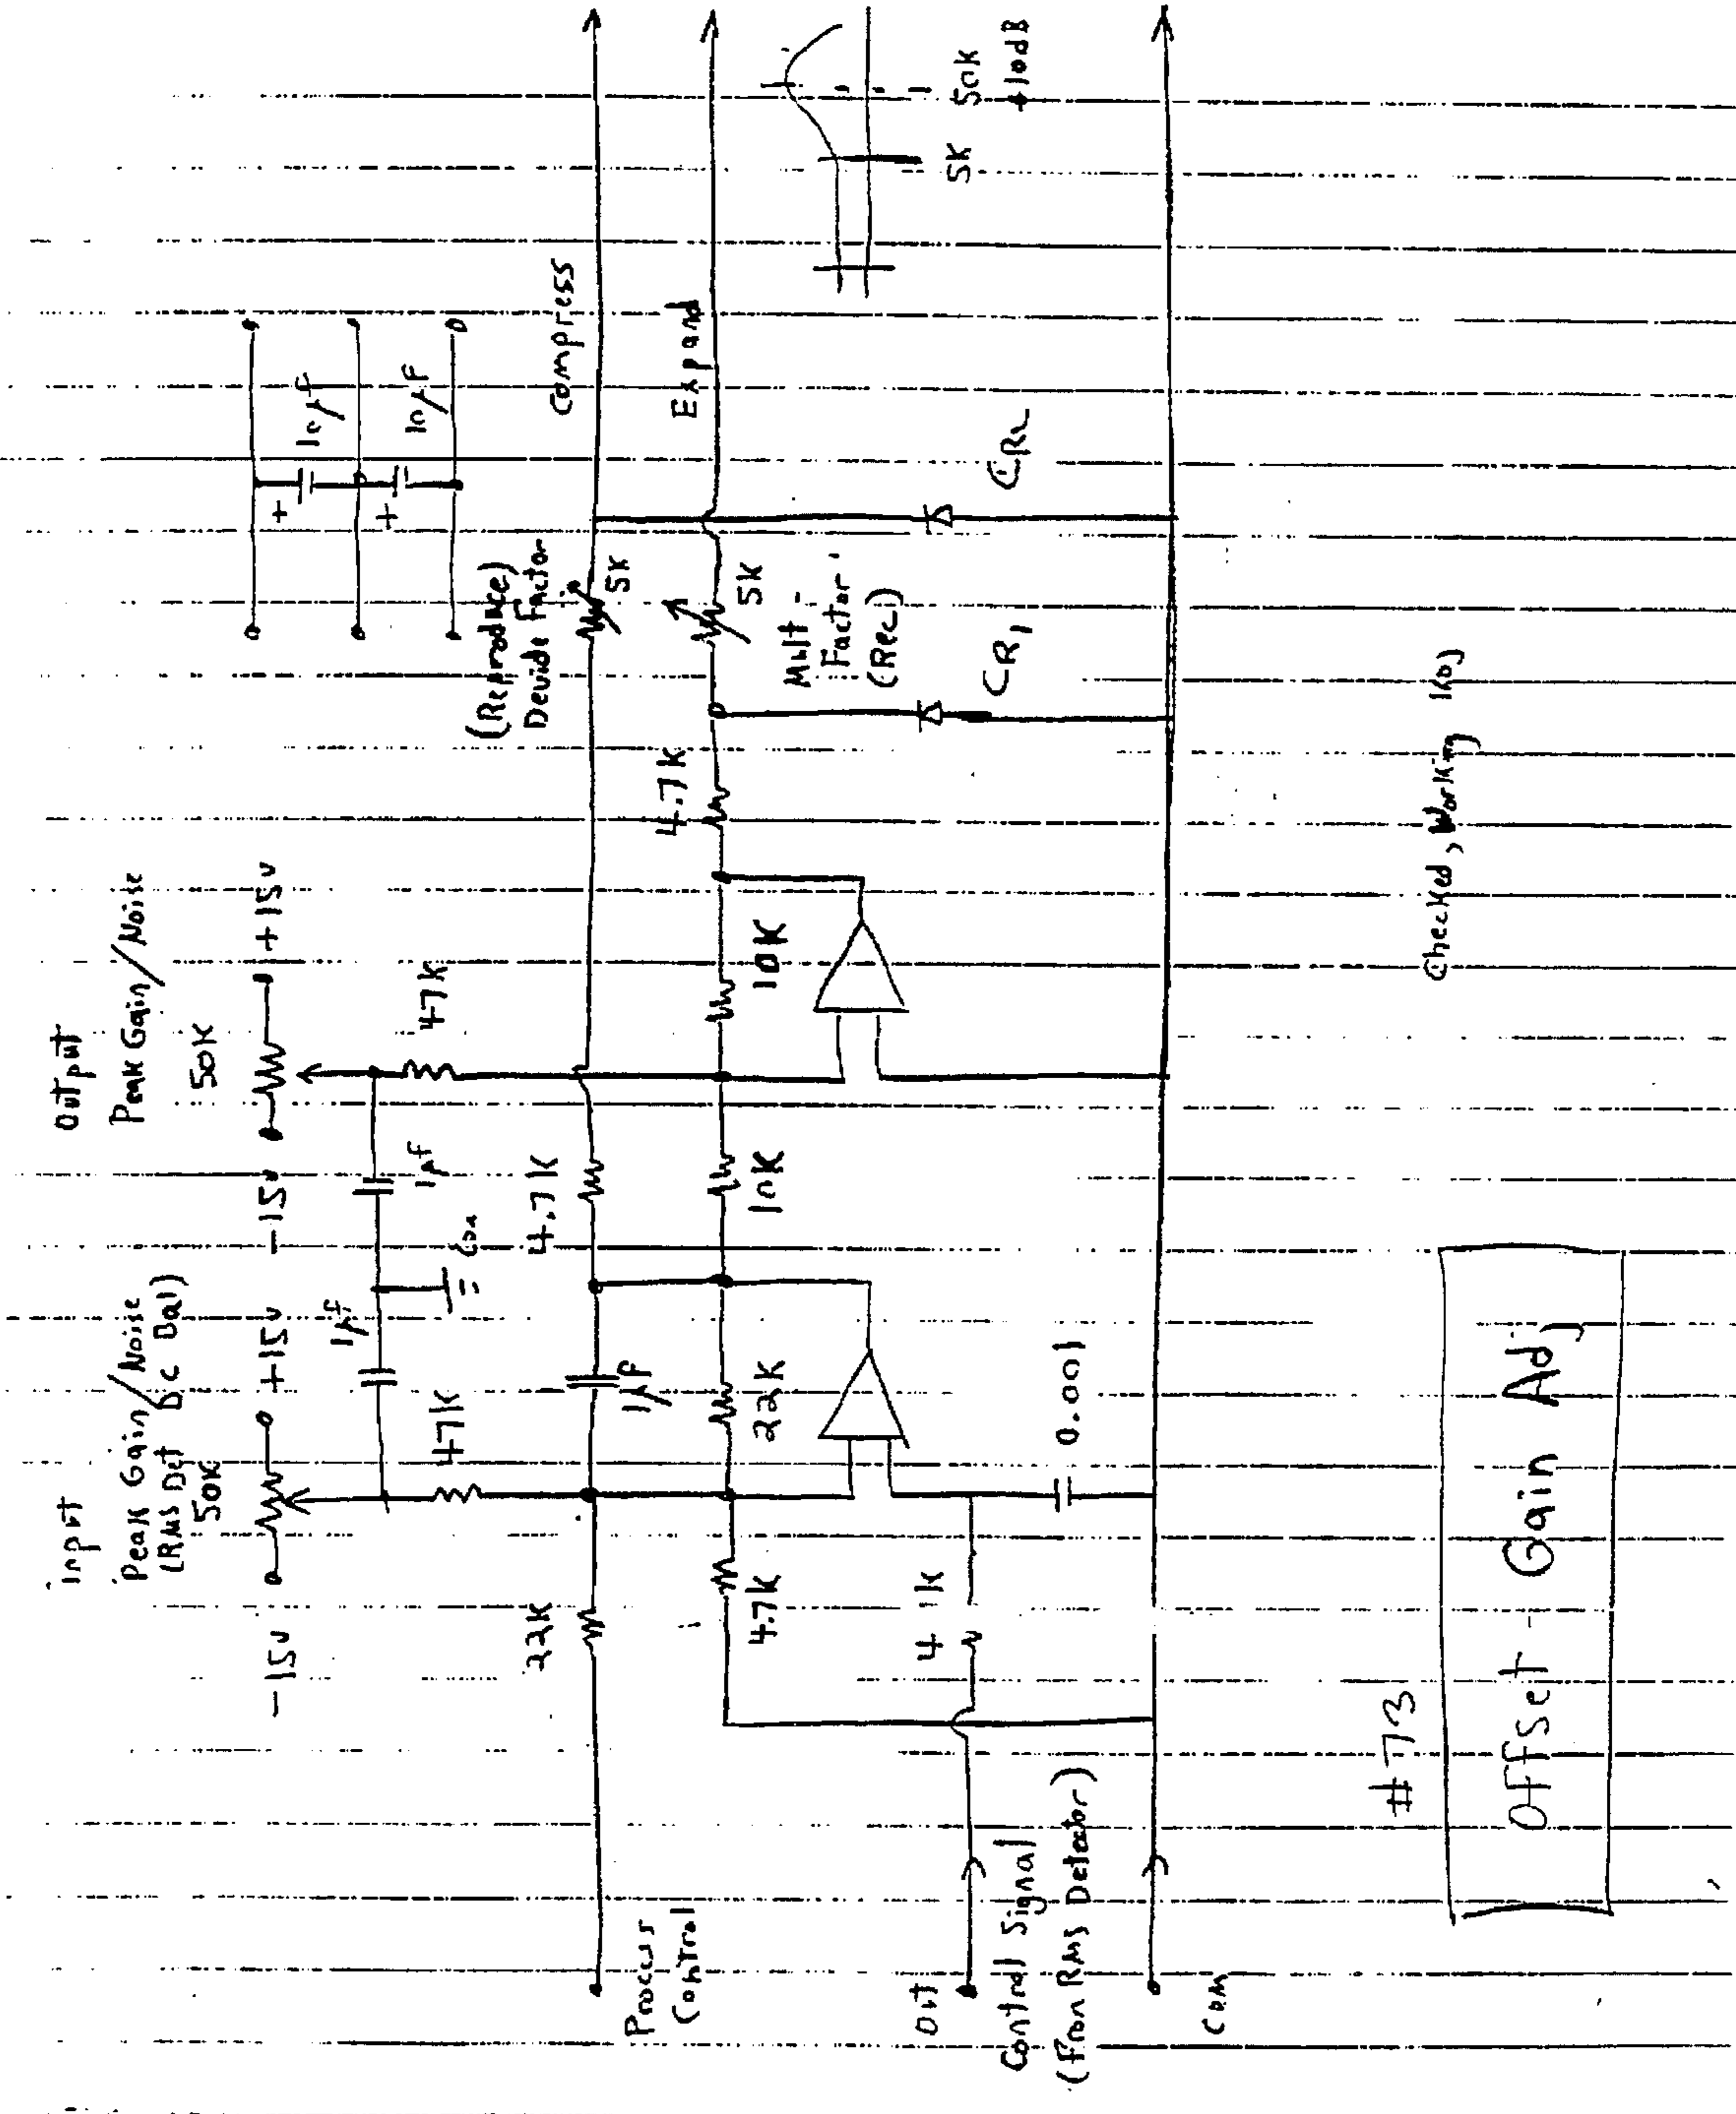 input
Peak Gain/Noise
(RMS Det Dc Bal)
50K
-15v
+15v
output
Peak Gain/Noise
50K
-15v
+15v
1µF
1µF
Com
47K
47K
+
10µF
+
10µF
Process
Control
22K
1µF
4.7K
(Reproduce)
Devide Factor
5K
Compress
4.7K
22K
10K
10K
4.7K
5K
Mult-
Factor
(Rec)
Expand
out
Control Signal
(From RMS Detector)
0.001
CR1
5K
50K
+10dB
Com
#73
Offset - Gain Adj
Checked, Working